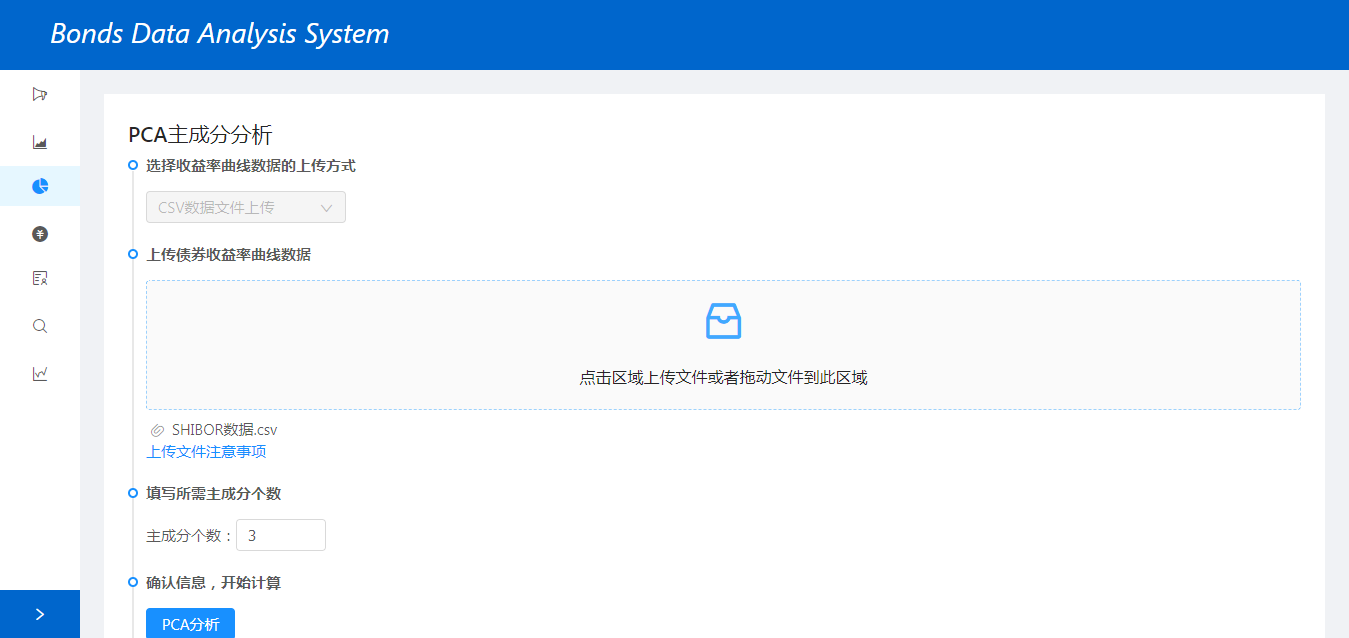 Bonds Data Analysis System
PCA主成分分析
选择收益率曲线数据的上传方式
CSV数据文件上传
上传债券收益率曲线数据
点击区域上传文件或者拖动文件到此区域
SHIBOR数据.csv
上传文件注意事项
填写所需主成分个数
主成分个数：3
确认信息，开始计算
PCA分析